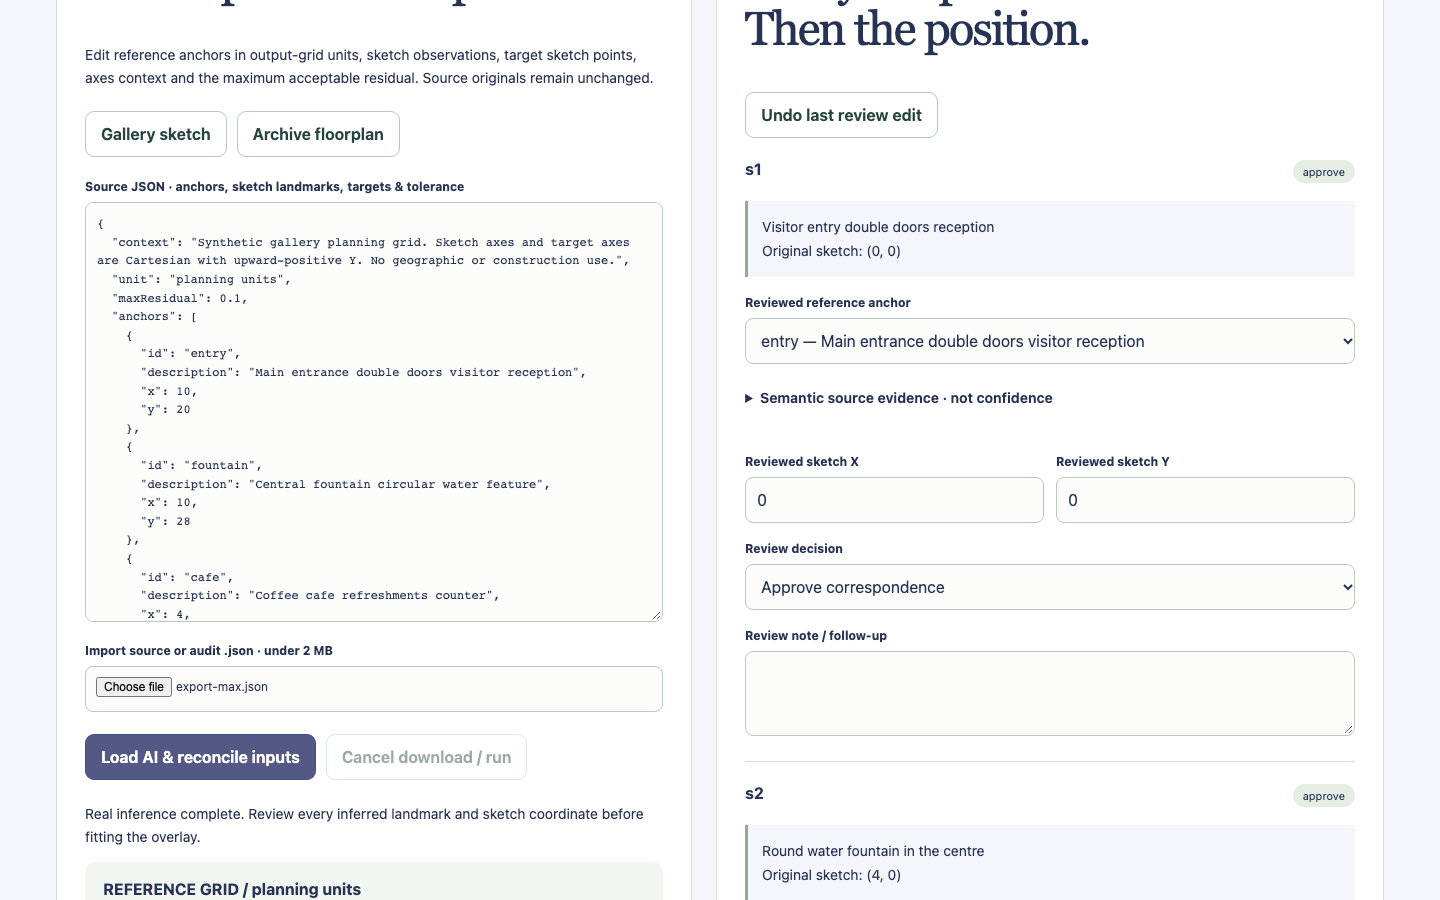 Edit reference anchors in output-grid units, sketch observations, target sketch points,
axes context and the maximum acceptable residual. Source originals remain unchanged.
Gallery sketch
Archive floorplan
Source JSON · anchors, sketch landmarks, targets & tolerance
{
  "context": "Synthetic gallery planning grid. Sketch axes and target axes
are Cartesian with upward-positive Y. No geographic or construction use.",
  "unit": "planning units",
  "maxResidual": 0.1,
  "anchors": [
    {
      "id": "entry",
      "description": "Main entrance double doors visitor reception",
      "x": 10,
      "y": 20
    },
    {
      "id": "fountain",
      "description": "Central fountain circular water feature",
      "x": 10,
      "y": 28
    },
    {
      "id": "cafe",
      "description": "Coffee cafe refreshments counter",
      "x": 4,
Import source or audit .json · under 2 MB
Choose file export-max.json
Load AI & reconcile inputs
Cancel download / run
Real inference complete. Review every inferred landmark and sketch coordinate before
fitting the overlay.
REFERENCE GRID / planning units
Then the position.
Undo last review edit
s1
approve
Visitor entry double doors reception
Original sketch: (0, 0)
Reviewed reference anchor
entry — Main entrance double doors visitor reception
Semantic source evidence · not confidence
Reviewed sketch X
Reviewed sketch Y
0
0
Review decision
Approve correspondence
Review note / follow-up
s2
approve
Round water fountain in the centre
Original sketch: (4, 0)